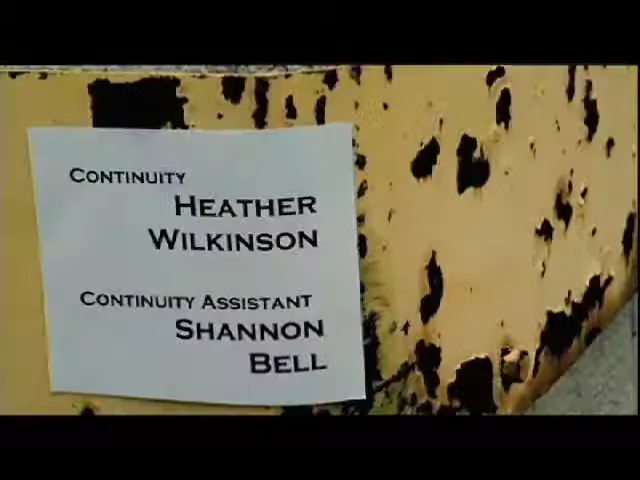 CONTINUITY
HEATHER
WILKINSON
CONTINUITY ASSISTANT
SHANNON
BELL